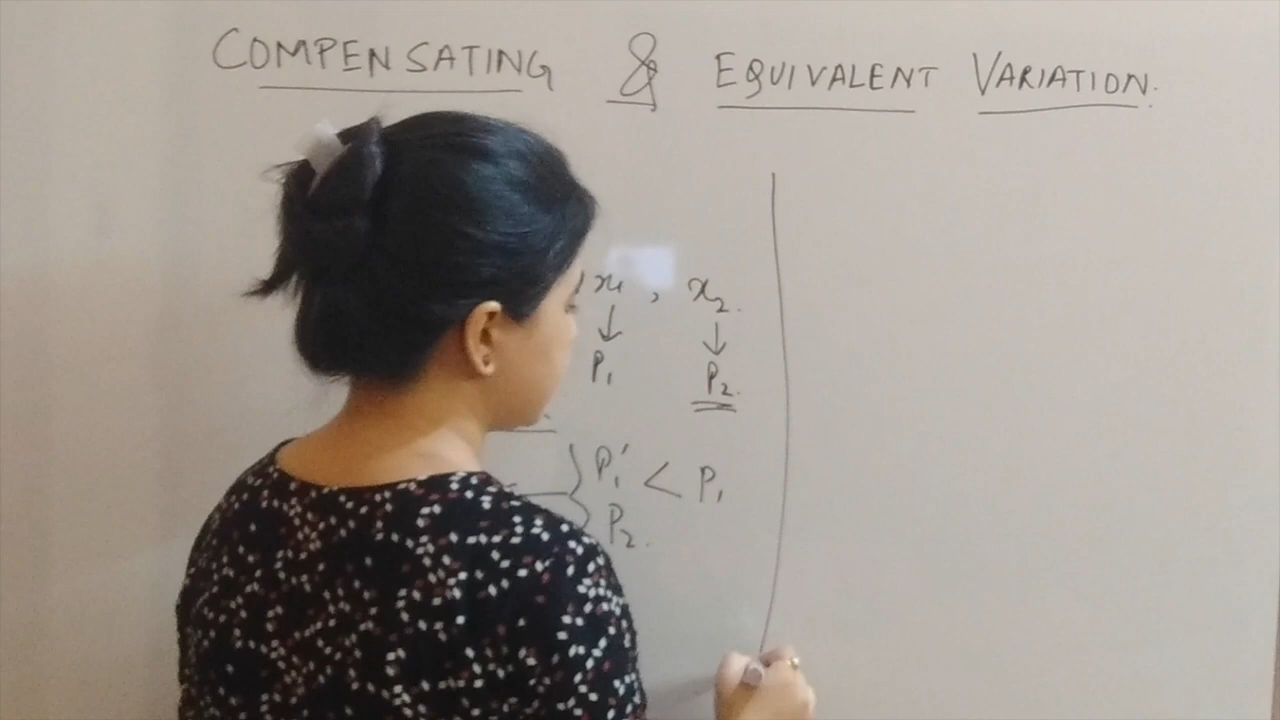 COMPENSATING & EQUIVALENT VARIATION.
x1, x2.
↓ ↓
P1 P2.
P1' < P1
P2.